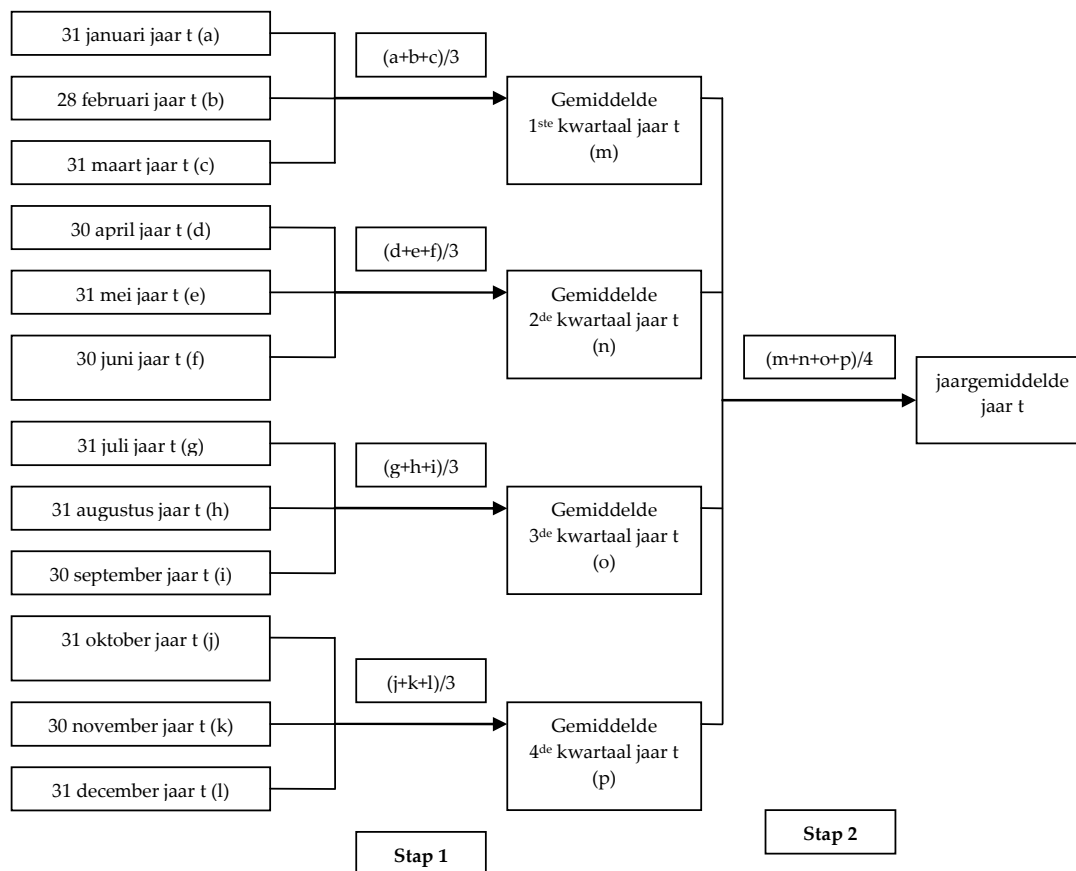 31 januari jaar t (a)
28 februari jaar t (b)
31 maart jaar t (c)
(a+b+c)/3
Gemiddelde
1ste kwartaal jaar t
(m)
30 april jaar t (d)
31 mei jaar t (e)
30 juni jaar t (f)
(d+e+f)/3
Gemiddelde
2de kwartaal jaar t
(n)
31 juli jaar t (g)
31 augustus jaar t (h)
30 september jaar t (i)
(g+h+i)/3
Gemiddelde
3de kwartaal jaar t
(o)
31 oktober jaar t (j)
30 november jaar t (k)
31 december jaar t (l)
(j+k+l)/3
Gemiddelde
4de kwartaal jaar t
(p)
(m+n+o+p)/4
jaargemiddelde
jaar t
Stap 1
Stap 2